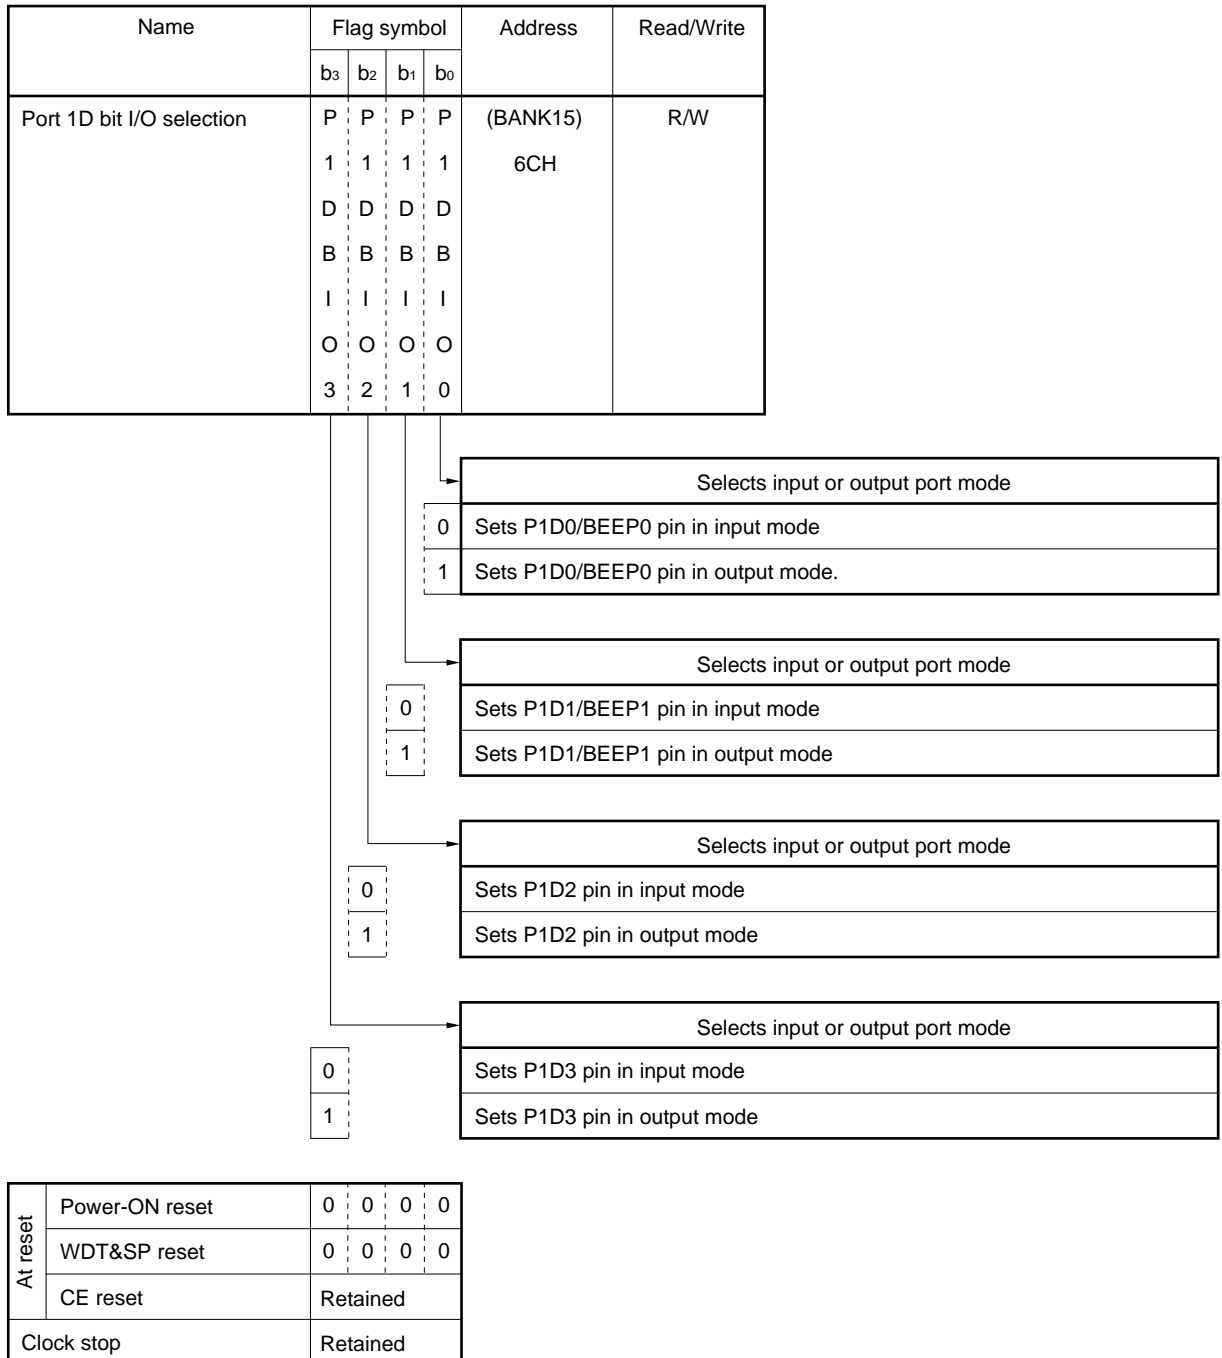 Name Flag symbol Address Read/Write
b3 b2 b1 b0
Port 1D bit I/O selection P P P P (BANK15) R/W
1 1 1 1 6CH
D D D D
B B B B
I I I I
O O O O
3 2 1 0
Selects input or output port mode
0 Sets P1D0/BEEP0 pin in input mode
1 Sets P1D0/BEEP0 pin in output mode.
Selects input or output port mode
0 Sets P1D1/BEEP1 pin in input mode
1 Sets P1D1/BEEP1 pin in output mode
Selects input or output port mode
0 Sets P1D2 pin in input mode
1 Sets P1D2 pin in output mode
Selects input or output port mode
0 Sets P1D3 pin in input mode
1 Sets P1D3 pin in output mode
At reset
Power-ON reset 0 0 0 0
WDT&SP reset 0 0 0 0
CE reset Retained
Clock stop Retained